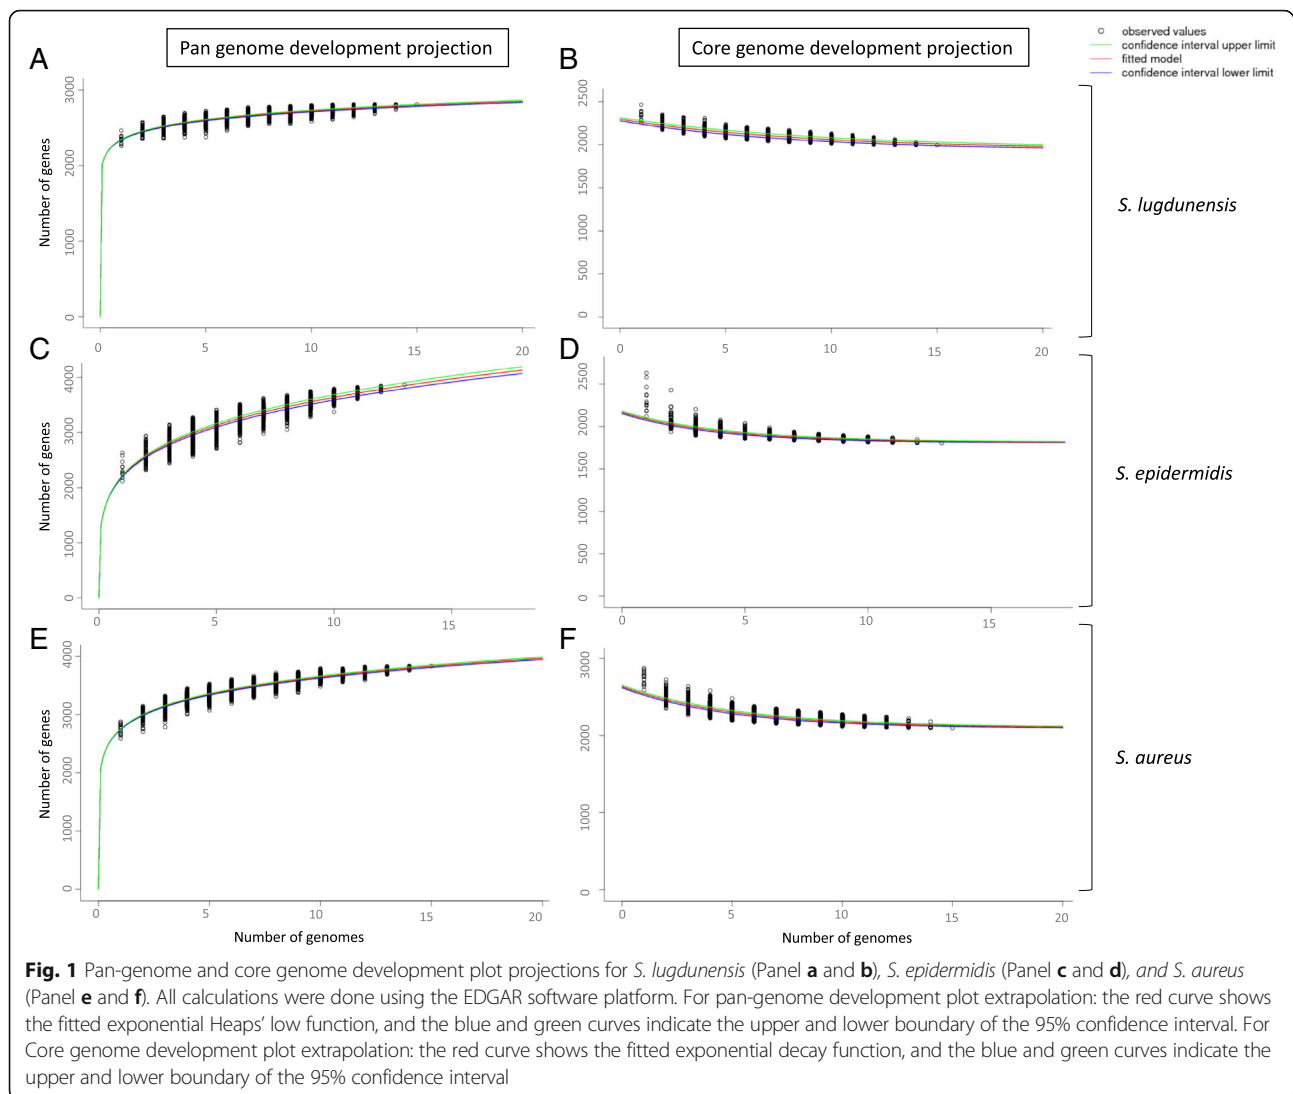 A
Pan genome development projection
B
Core genome development projection
observed values
confidence interval upper limit
fitted model
confidence interval lower limit
Number of genes
0
1000
2000
3000
0
5
10
15
20
0
500
1000
1500
2000
2500
0
5
10
15
20
S. lugdunensis
C
Number of genes
0
1000
2000
3000
4000
0
5
10
15
D
0
500
1000
1500
2000
2500
0
5
10
15
S. epidermidis
E
Number of genes
0
1000
2000
3000
4000
0
5
10
15
20
Number of genomes
F
0
1000
2000
3000
0
5
10
15
20
Number of genomes
S. aureus
Fig. 1 Pan-genome and core genome development plot projections for S. lugdunensis (Panel a and b), S. epidermidis (Panel c and d), and S. aureus
(Panel e and f). All calculations were done using the EDGAR software platform. For pan-genome development plot extrapolation: the red curve shows
the fitted exponential Heaps' low function, and the blue and green curves indicate the upper and lower boundary of the 95% confidence interval. For
Core genome development plot extrapolation: the red curve shows the fitted exponential decay function, and the blue and green curves indicate the
upper and lower boundary of the 95% confidence interval